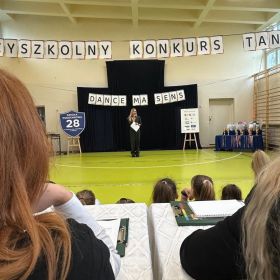 YSZKOLNY KONKURS TAN
DANCE MA SENS
28